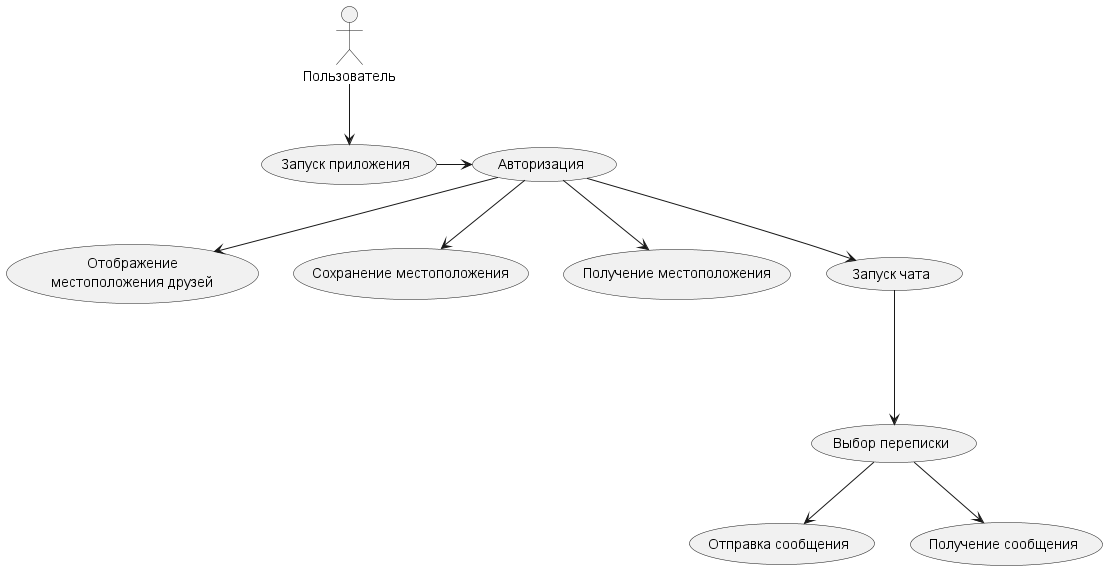 Пользователь
Запуск приложения
Авторизация
Отображение
местоположения друзей
Сохранение местоположения
Получение местоположения
Запуск чата
Выбор переписки
Отправка сообщения
Получение сообщения